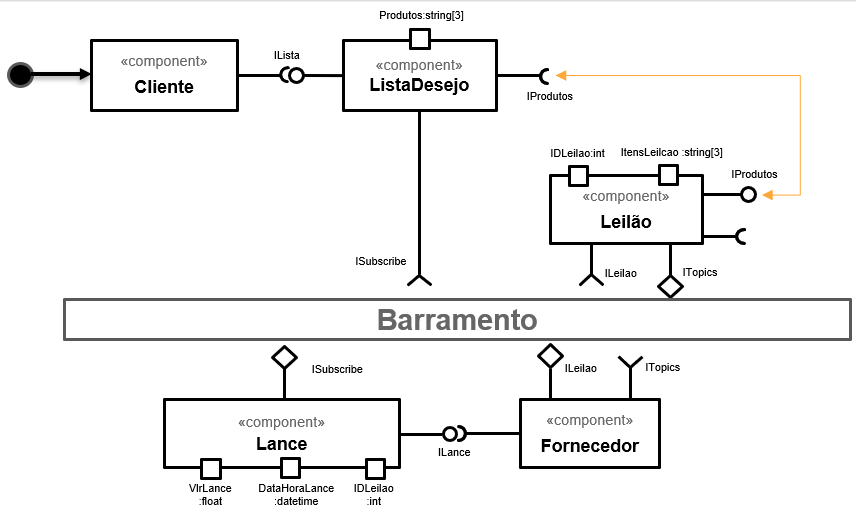 Produtos:string[3]
«component»
Cliente
ILista
«component»
ListaDesejo
IProdutos
IDLeilao:int
ItensLeilcao :string[3]
IProdutos
«component»
Leilão
ISubscribe
ILeilao
ITopics
Barramento
ISubscribe
ILeilao
ITopics
«component»
Lance
ILance
«component»
Fornecedor
VlrLance
:float
DataHoraLance
:datetime
IDLeilao
:int